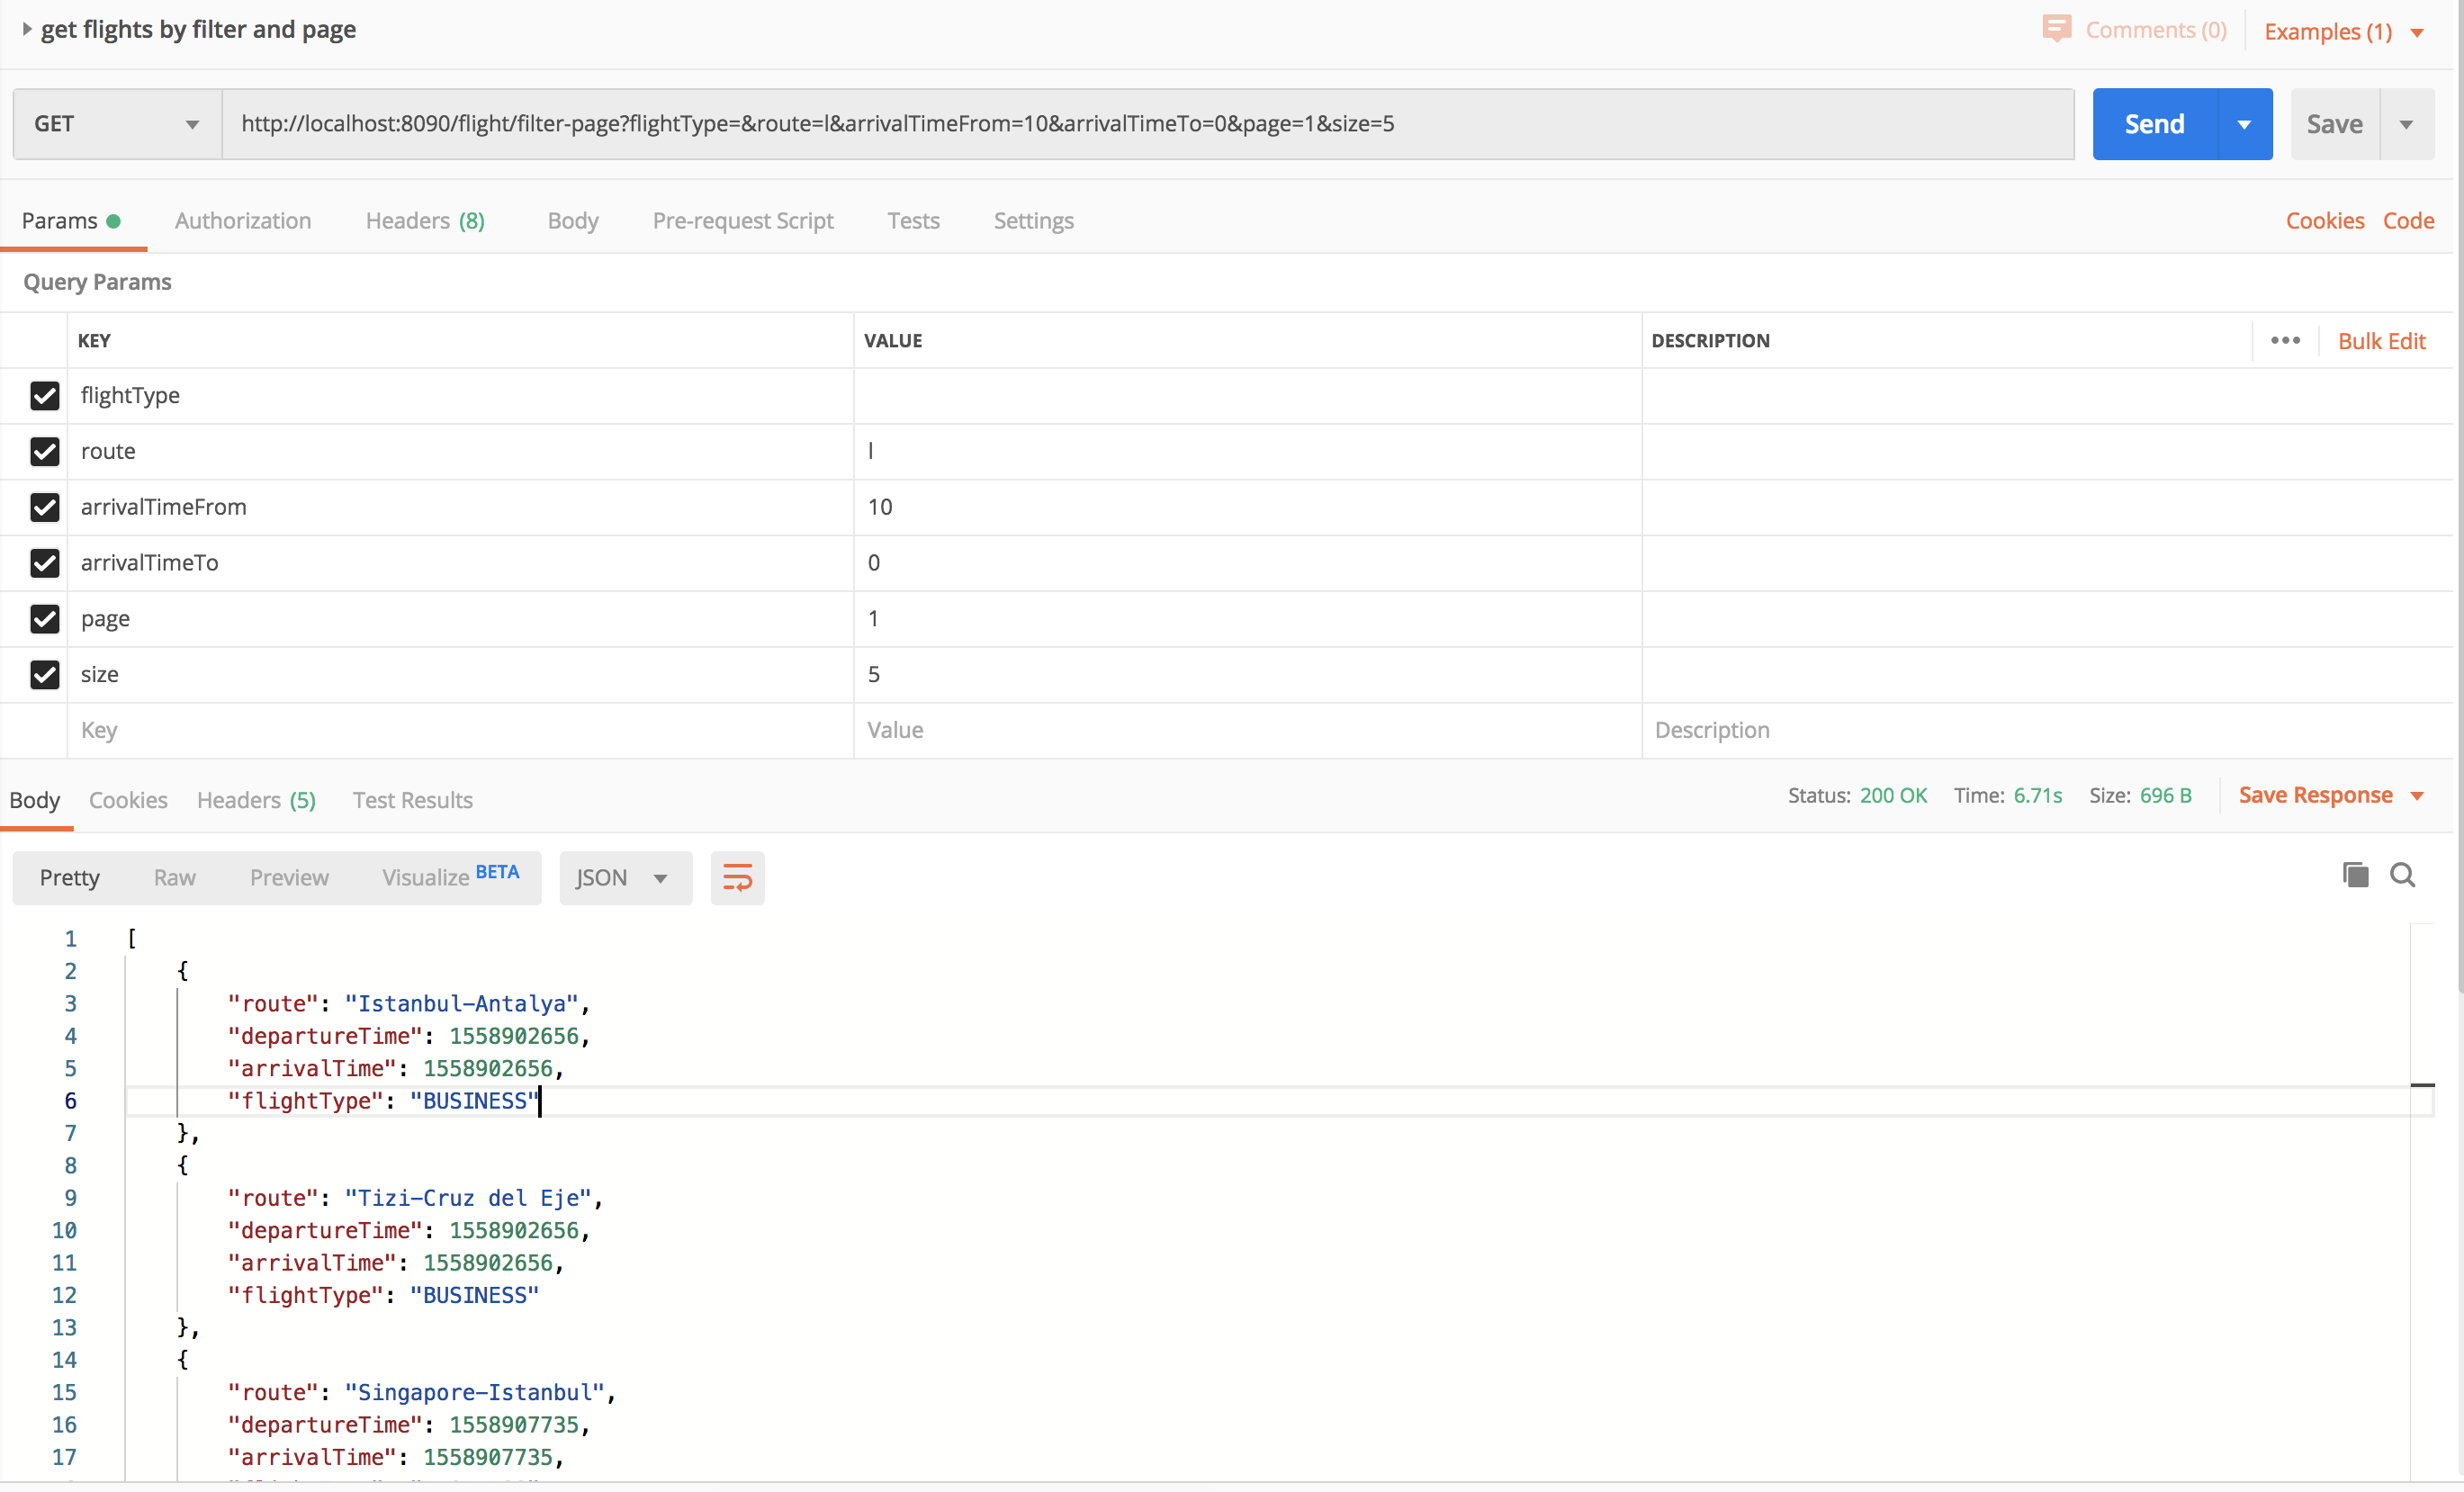 get flights by filter and page
Comments (0)
Examples (1)
GET
http://localhost:8090/flight/filter-page?flightType=&route=l&arrivalTimeFrom=10&arrivalTimeTo=0&page=1&size=5
Send
Save
Params
Authorization
Headers (8)
Body
Pre-request Script
Tests
Settings
Cookies
Code
Query Params
KEY
VALUE
DESCRIPTION
Bulk Edit
flightType
route
l
arrivalTimeFrom
10
arrivalTimeTo
0
page
1
size
5
Key
Value
Description
Body
Cookies
Headers (5)
Test Results
Status: 200 OK
Time: 6.71s
Size: 696 B
Save Response
Pretty
Raw
Preview
Visualize BETA
JSON
1 [
2 {
3 "route": "Istanbul-Antalya",
4 "departureTime": 1558902656,
5 "arrivalTime": 1558902656,
6 "flightType": "BUSINESS"
7 },
8 {
9 "route": "Tizi-Cruz del Eje",
10 "departureTime": 1558902656,
11 "arrivalTime": 1558902656,
12 "flightType": "BUSINESS"
13 },
14 {
15 "route": "Singapore-Istanbul",
16 "departureTime": 1558907735,
17 "arrivalTime": 1558907735,